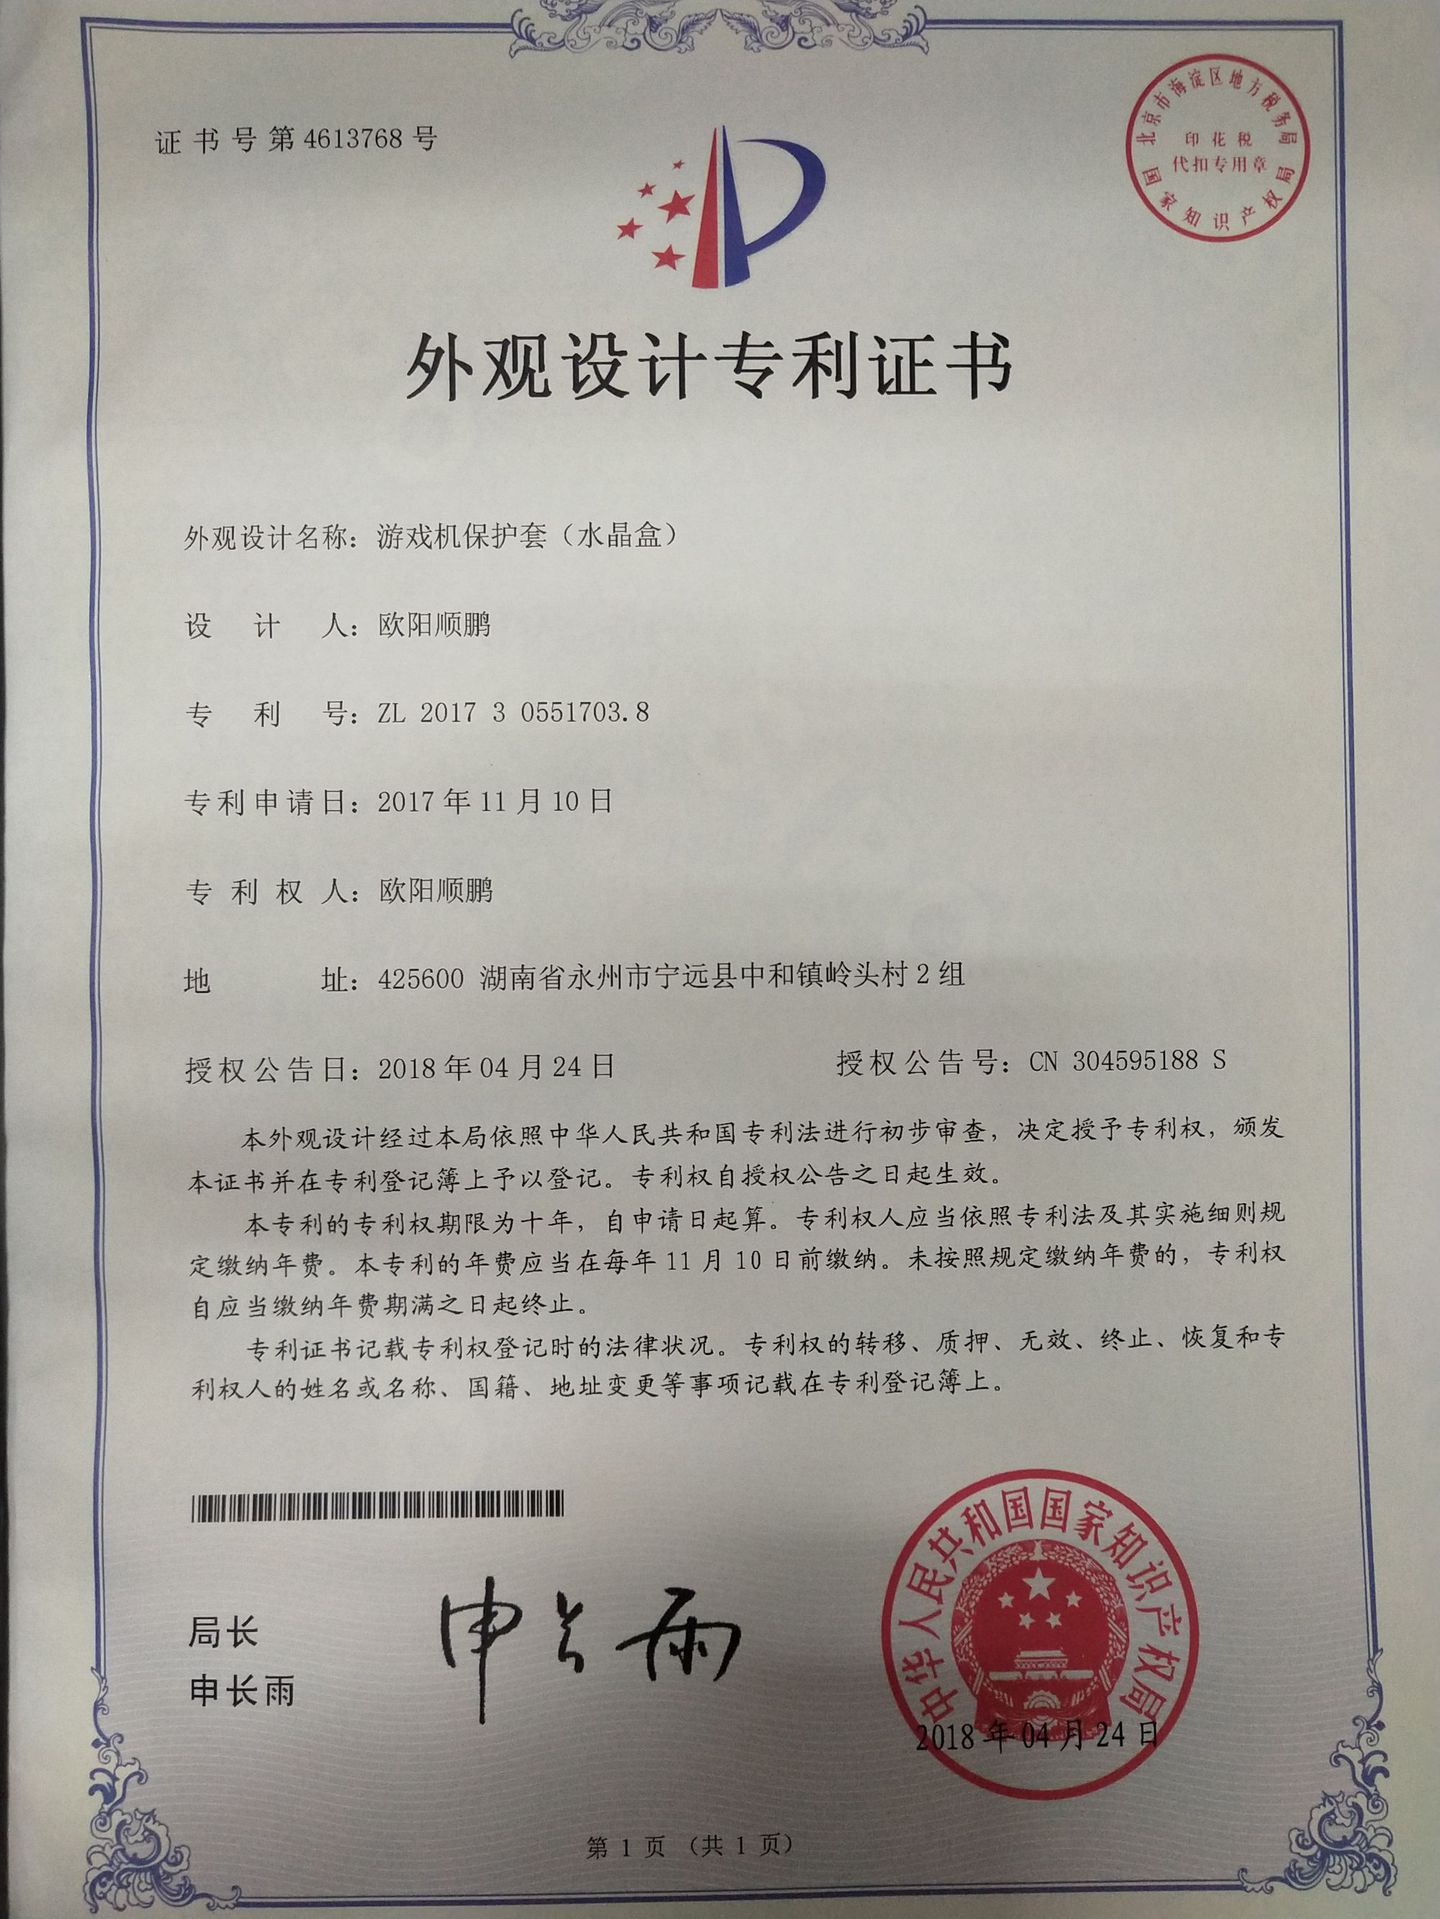 证书号第4613768号
北京市海淀区地方税务局
印花税
代扣专用章
国家知识产权局
外观设计专利证书
外观设计名称：游戏机保护套（水晶盒）
设计人：欧阳顺鹏
专利号：ZL 2017 3 0551703.8
专利申请日：2017年11月10日
专利权人：欧阳顺鹏
地址：425600 湖南省永州市宁远县中和镇岭头村2组
授权公告日：2018年04月24日 授权公告号：CN 304595188 S
本外观设计经过本局依照中华人民共和国专利法进行初步审查，决定授予专利权，颁发
本证书并在专利登记簿上予以登记。专利权自授权公告之日起生效。
本专利的专利权期限为十年，自申请日起算。专利权人应当依照专利法及其实施细则规
定缴纳年费。本专利的年费应当在每年11月10日前缴纳。未按照规定缴纳年费的，专利权
自应当缴纳年费期满之日起终止。
专利证书记载专利权登记时的法律状况。专利权的转移、质押、无效、终止、恢复和专
利权人的姓名或名称、国籍、地址变更等事项记载在专利登记簿上。
局长
申长雨
申长雨
中华人民共和国国家知识产权局
2018年04月24日
第1页（共1页）